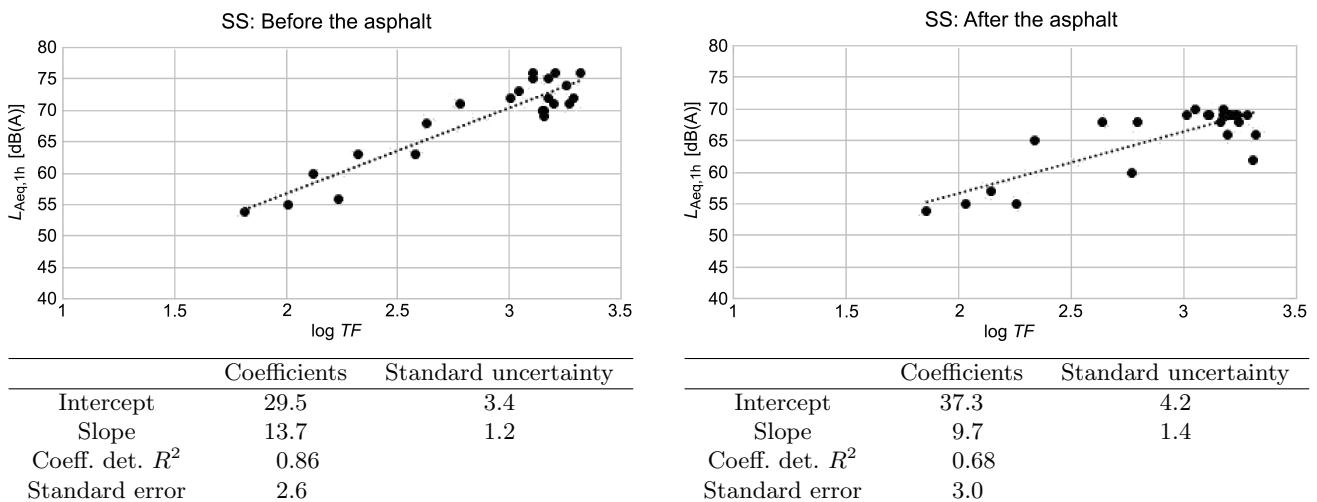 SS: Before the asphalt
80
75
70
65
60
55
50
45
40
L_Aeq,1h [dB(A)]
1 1.5 2 2.5 3 3.5
log TF
Coefficients Standard uncertainty
Intercept 29.5 3.4
Slope 13.7 1.2
Coeff. det. R² 0.86
Standard error 2.6
SS: After the asphalt
80
75
70
65
60
55
50
45
40
L_Aeq,1h [dB(A)]
1 1.5 2 2.5 3 3.5
log TF
Coefficients Standard uncertainty
Intercept 37.3 4.2
Slope 9.7 1.4
Coeff. det. R² 0.68
Standard error 3.0